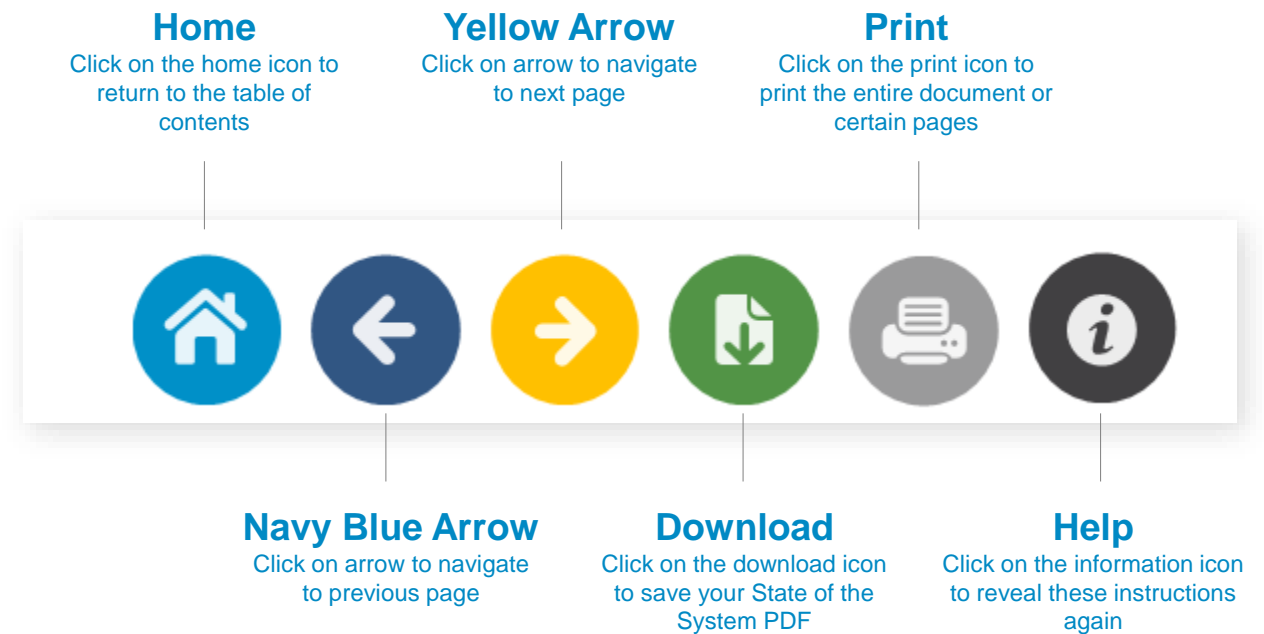 Home
Click on the home icon to
return to the table of
contents
Yellow Arrow
Click on arrow to navigate
to next page
Print
Click on the print icon to
print the entire document or
certain pages
i
Navy Blue Arrow
Click on arrow to navigate
to previous page
Download
Click on the download icon
to save your State of the
System PDF
Help
Click on the information icon
to reveal these instructions
again